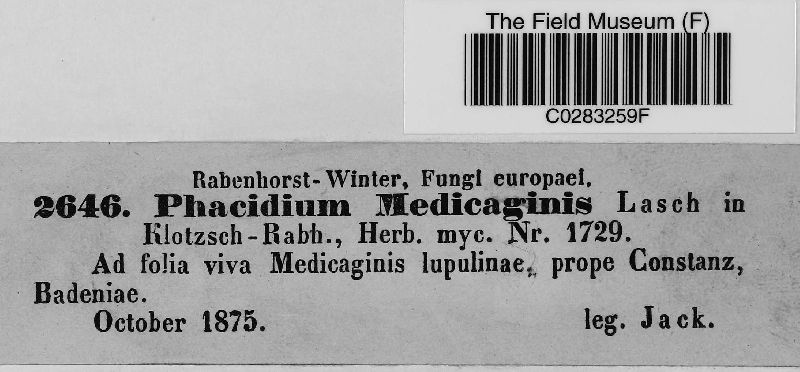 The Field Museum (F)
C0283259F
Rabenhorst-Winter, Fungi europaei.
2646. Phacidium Medicaginis Lasch in
Klotzsch-Rabh., Herb. myc. Nr. 1729.
Ad folia viva Medicaginis lupulinae, prope Constanz,
Badeniae.
October 1875. leg. Jack.